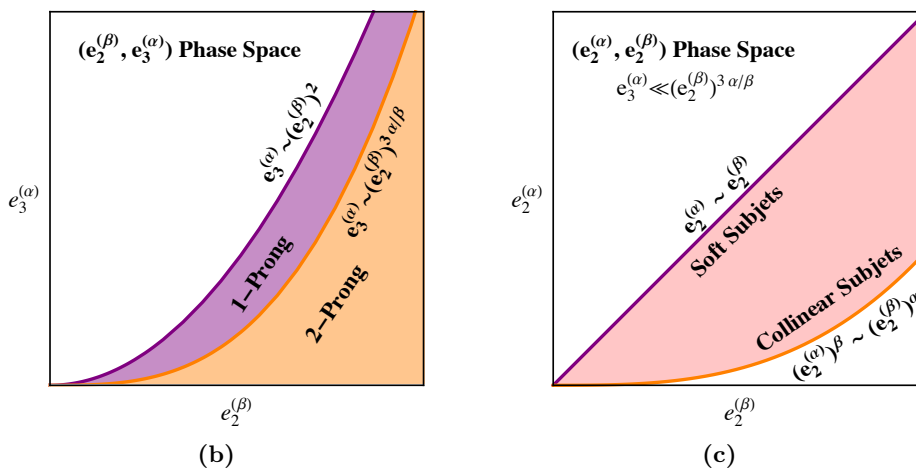 (e₂^(β), e₃^(α)) Phase Space
e₃^(α) ~ (e₂^(β))²
e₃^(α) ~ (e₂^(β))^(3 α/β)
1−Prong
2−Prong
e₃^(α)
e₂^(β)
(b)
(e₂^(α), e₂^(β)) Phase Space
e₃^(α) ≪ (e₂^(β))^(3 α/β)
e₂^(α) ~ e₂^(β)
Soft Subjets
Collinear Subjets
(e₂^(α))^β ~ (e₂^(β))^α
e₂^(α)
e₂^(β)
(c)